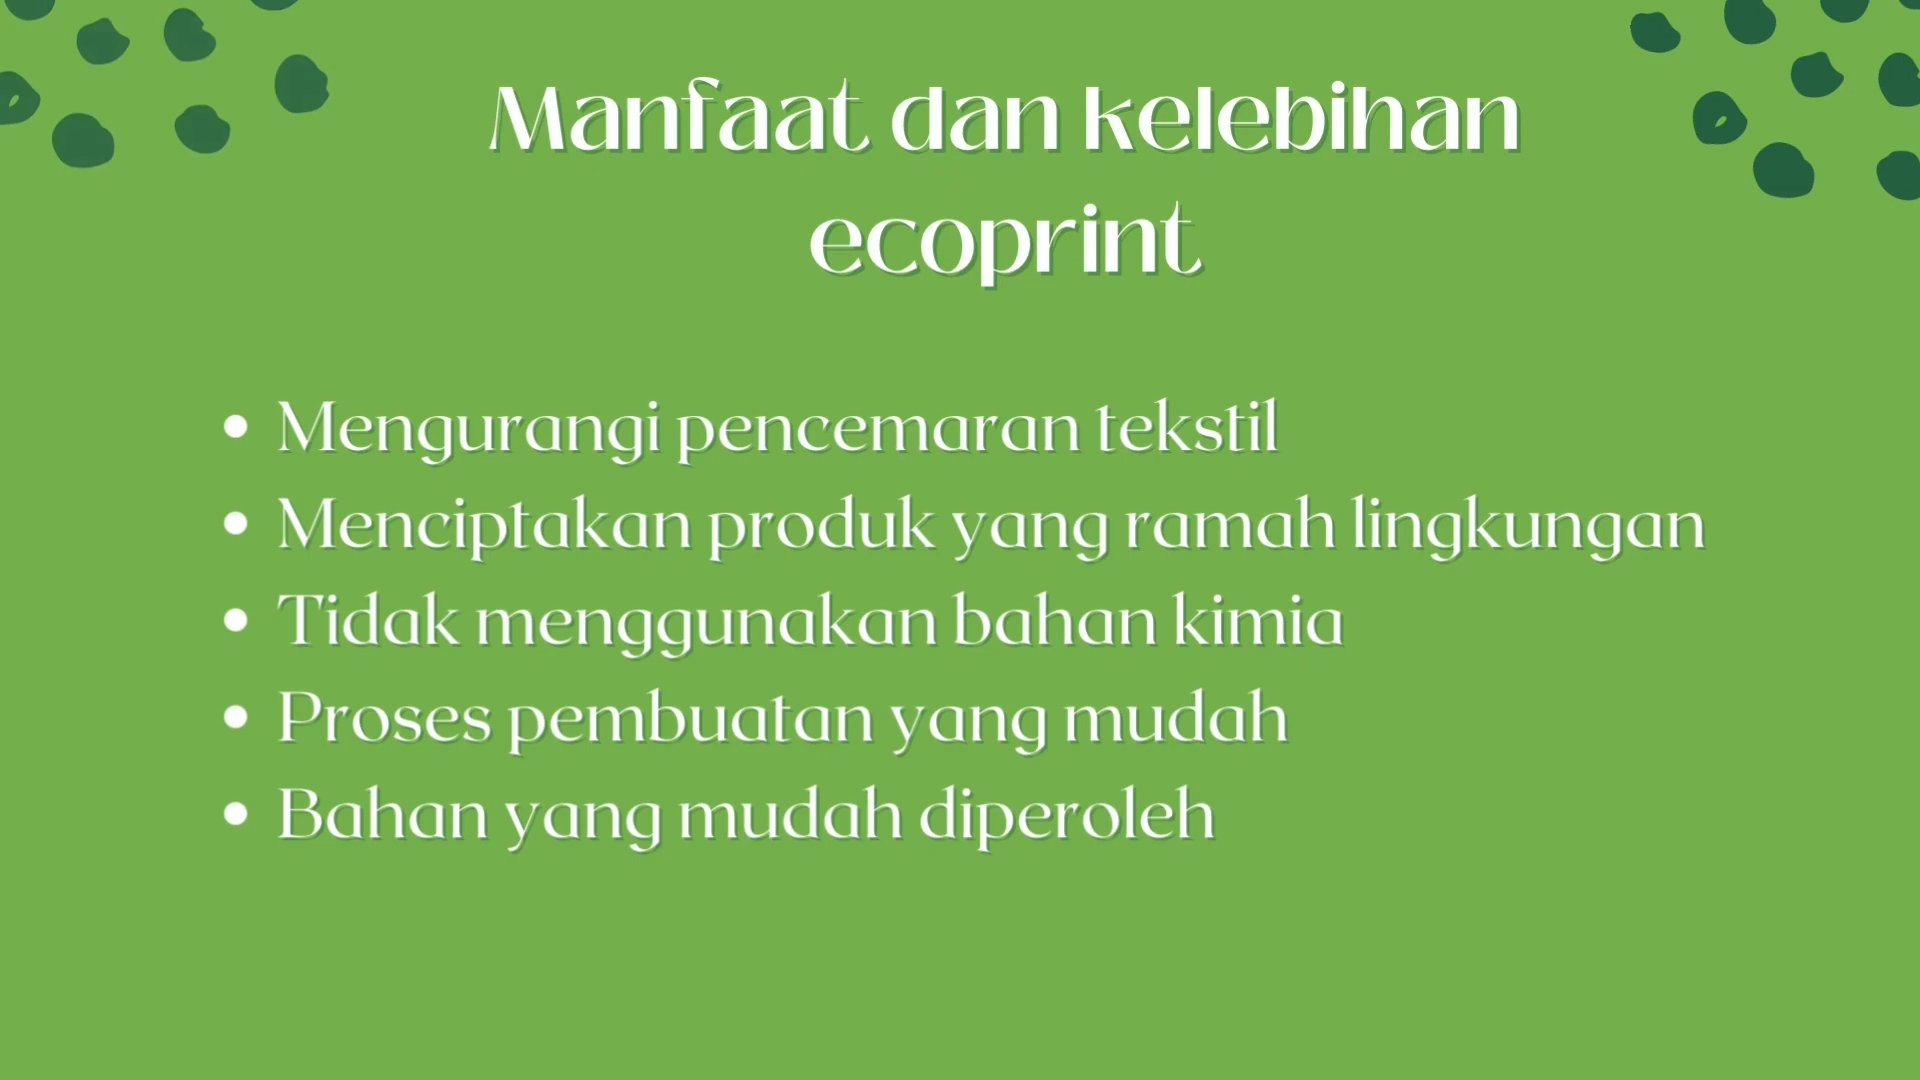 Manfaat dan kelebihan
ecoprint
• Mengurangi pencemaran tekstil
• Menciptakan produk yang ramah lingkungan
• Tidak menggunakan bahan kimia
• Proses pembuatan yang mudah
• Bahan yang mudah diperoleh